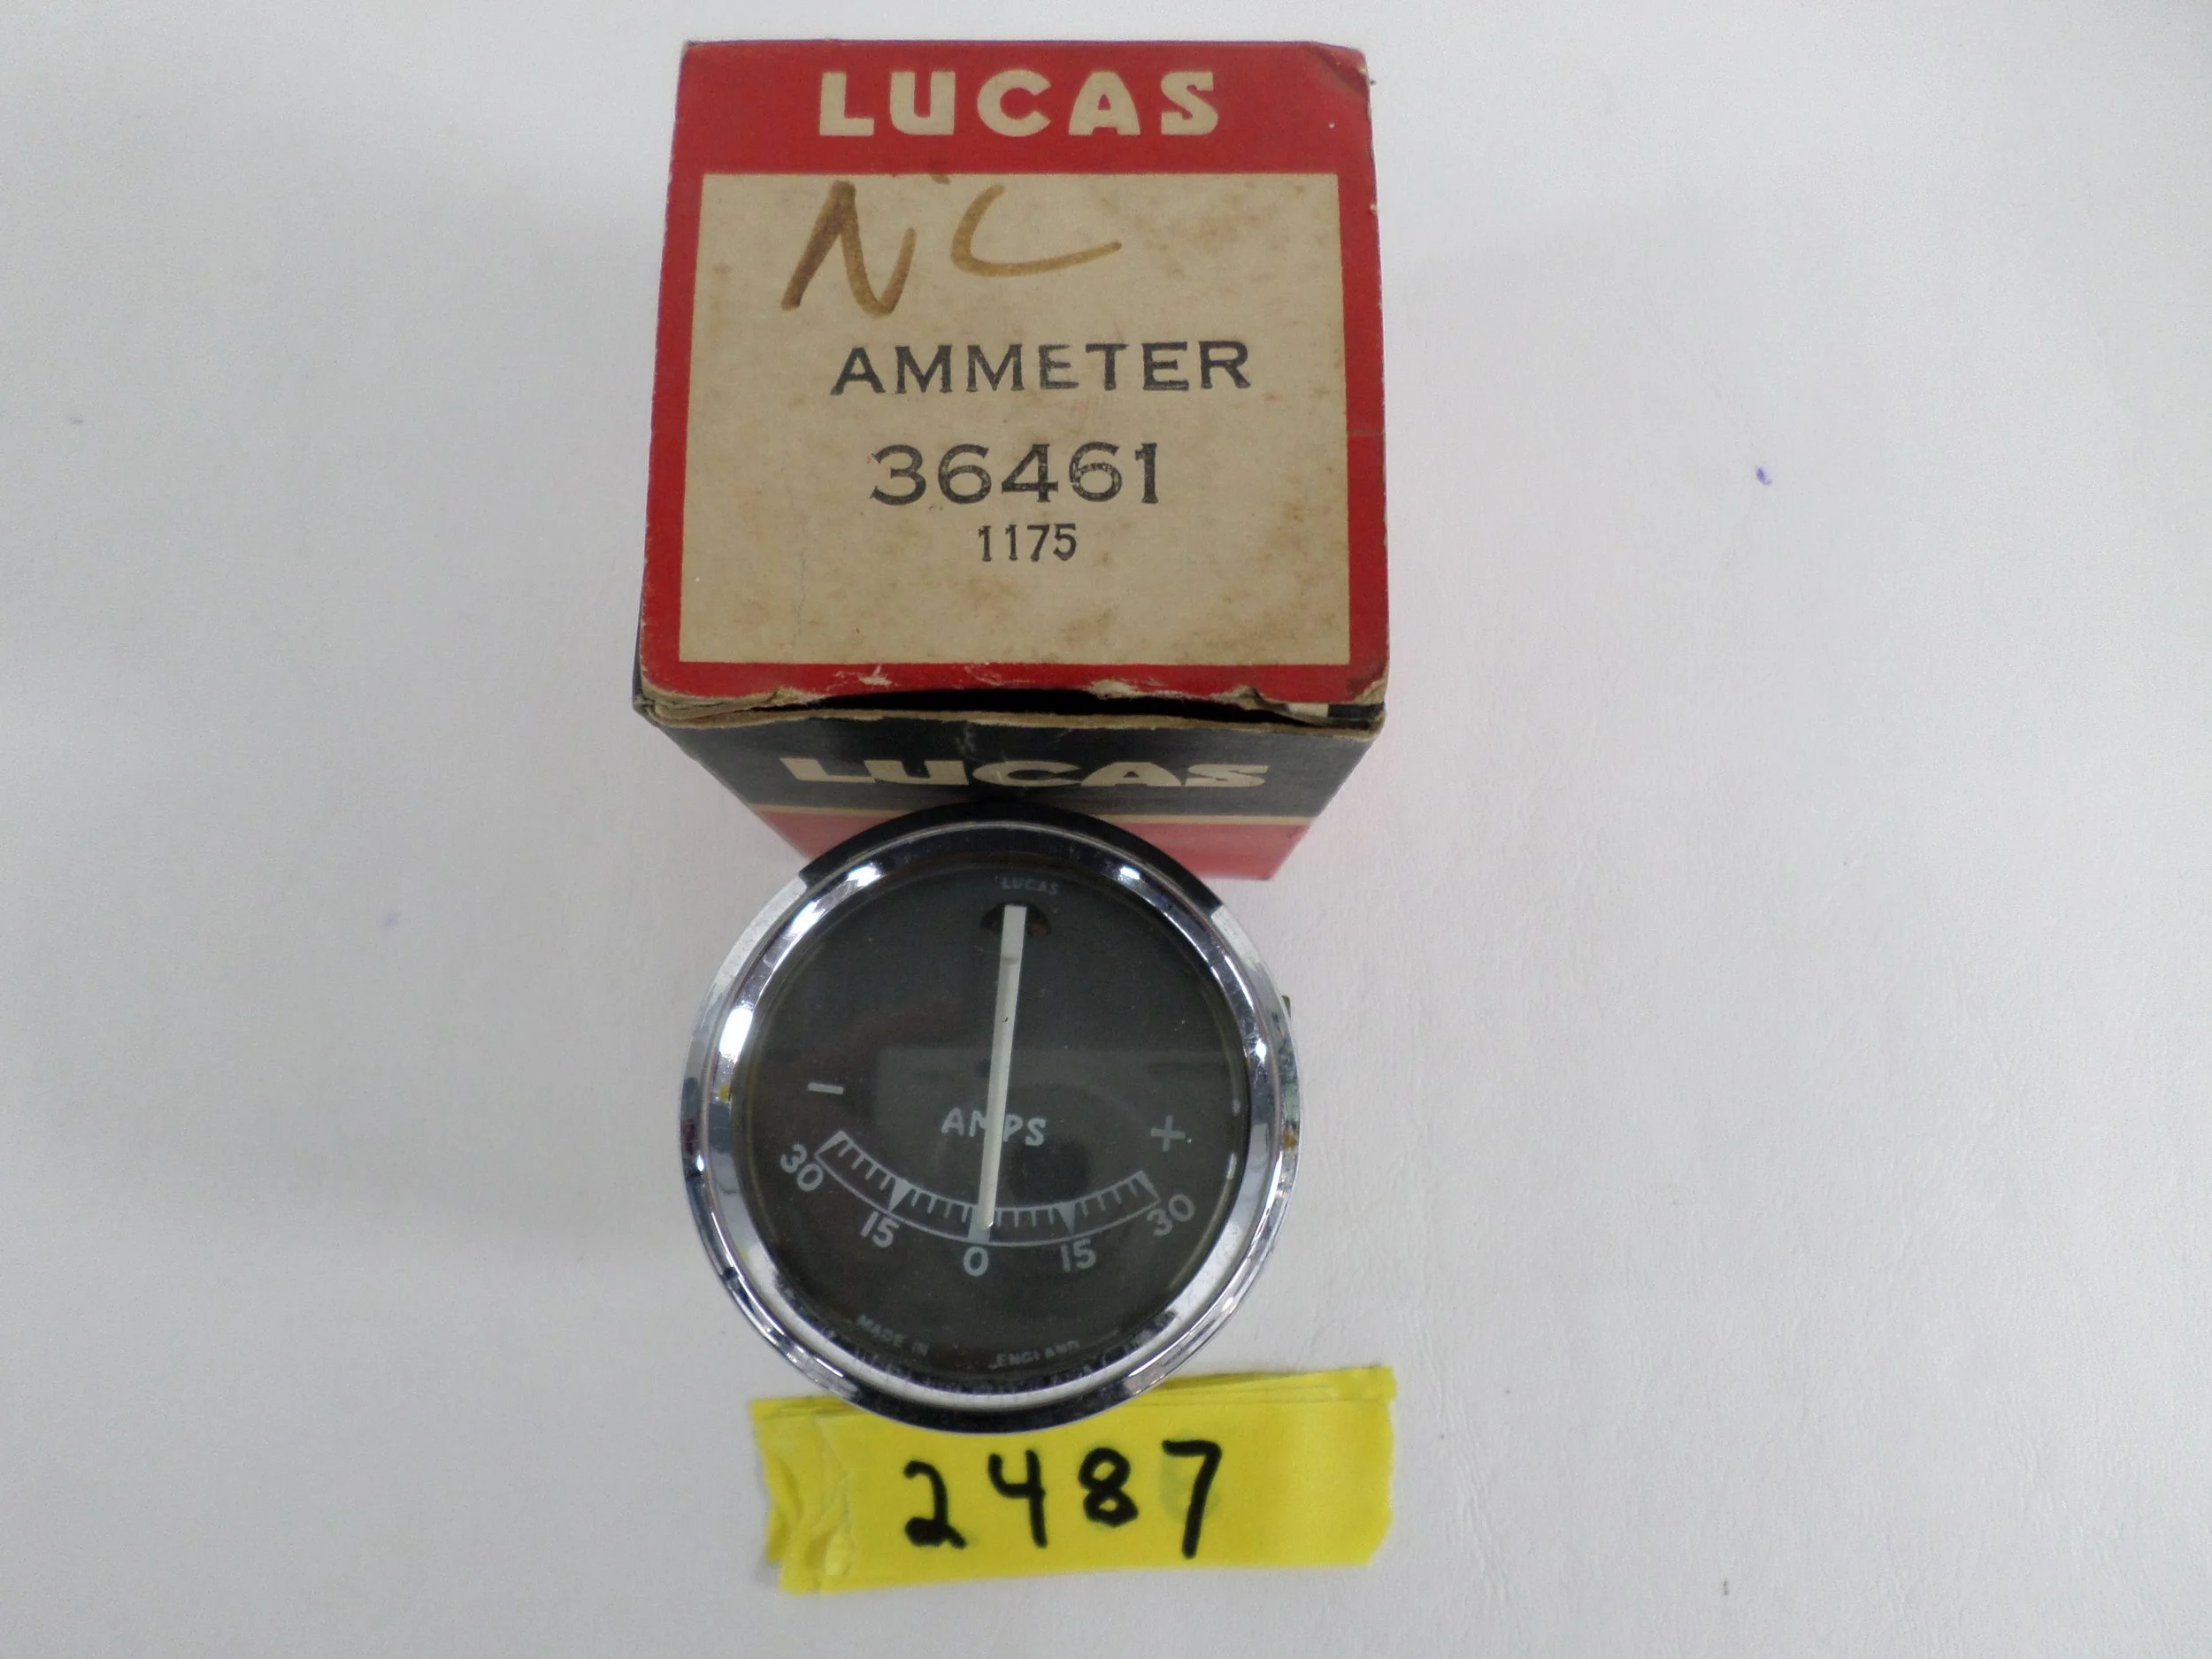 LUCAS
NC
AMMETER
36461
1175
LUCAS
LUCAS
− +
AMPS
30 15 0 15 30
MADE IN ENGLAND
2487